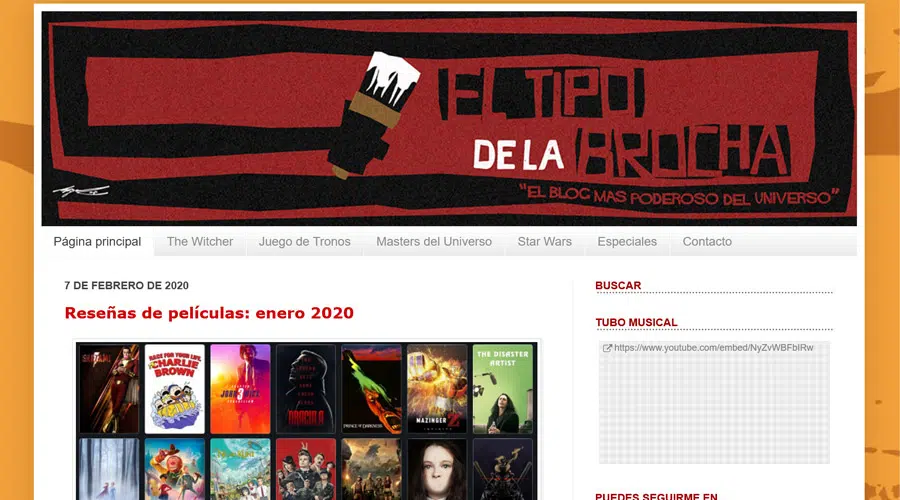 EL TIPO
DE LA BROCHA
"EL BLOG MAS PODEROSO DEL UNIVERSO"
Página principal
The Witcher
Juego de Tronos
Masters del Universo
Star Wars
Especiales
Contacto
7 DE FEBRERO DE 2020
Reseñas de películas: enero 2020
SHAZAM!
RACE FOR YOUR LIFE,
CHARLIE
BROWN
JOHN WICK
DRACULA
PRINCE OF DARKNESS
MAZINGER Z
THE DISASTER
ARTIST
BUSCAR
TUBO MUSICAL
https://www.youtube.com/embed/NyZvWBFbIRw
PUEDES SEGUIRME EN